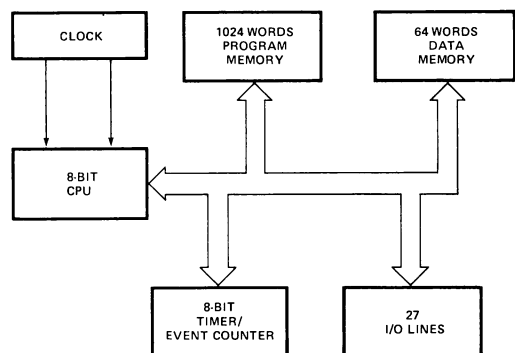 CLOCK
1024 WORDS
PROGRAM
MEMORY
64 WORDS
DATA
MEMORY
8-BIT
CPU
8-BIT
TIMER/
EVENT COUNTER
27
I/O LINES